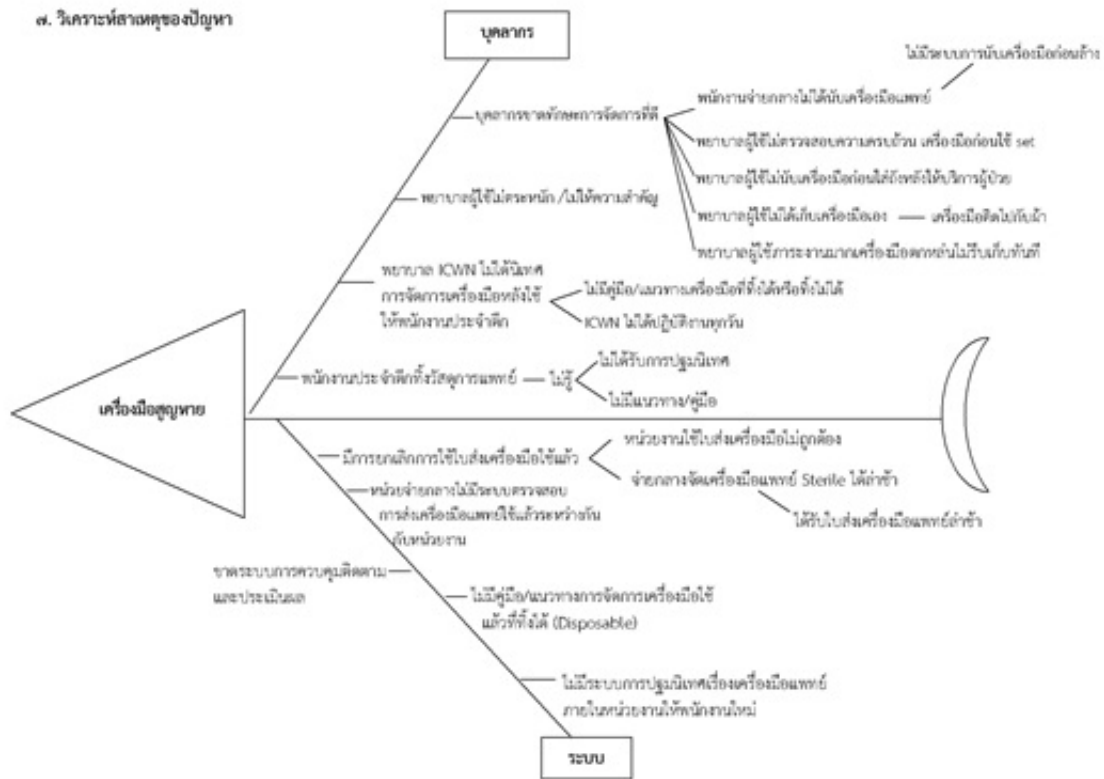 ๗. วิเคราะห์สาเหตุของปัญหา
บุคลากร
ไม่มีระบบการนับเครื่องมือก่อนล้าง
พนักงานจ่ายกลางไม่ได้นับเครื่องมือแพทย์
บุคลากรขาดทักษะการจัดการที่ดี
พยาบาลผู้ใช้ไม่ตรวจสอบความครบถ้วน เครื่องมือก่อนใช้ set
พยาบาลผู้ใช้ไม่นับเครื่องมือก่อนใส่ถังหลังให้บริการผู้ป่วย
พยาบาลผู้ใช้ไม่ตระหนัก /ไม่ให้ความสำคัญ
พยาบาลผู้ใช้ไม่ได้เก็บเครื่องมือเอง
เครื่องมือติดไปกับผ้า
พยาบาลผู้ใช้ภาระงานมากเครื่องมือตกหล่นไม่รีบเก็บทันที
พยาบาล ICWN ไม่ได้นิเทศ
การจัดการเครื่องมือหลังใช้
ให้พนักงานประจำตึก
ไม่มีคู่มือ/แนวทางเครื่องมือที่ทิ้งได้หรือทิ้งไม่ได้
ICWN ไม่ได้ปฏิบัติงานทุกวัน
พนักงานประจำตึกทิ้งวัสดุการแพทย์
ไม่รู้
ไม่ได้รับการปฐมนิเทศ
ไม่มีแนวทาง/คู่มือ
เครื่องมือสูญหาย
มีการยกเลิกการใช้ใบส่งเครื่องมือใช้แล้ว
หน่วยงานใช้ใบส่งเครื่องมือไม่ถูกต้อง
จ่ายกลางจัดเครื่องมือแพทย์ Sterile ได้ล่าช้า
ได้รับใบส่งเครื่องมือแพทย์ล่าช้า
หน่วยจ่ายกลางไม่มีระบบตรวจสอบ
การส่งเครื่องมือแพทย์ใช้แล้วระหว่างกัน
กับหน่วยงาน
ขาดระบบการควบคุมติดตาม
และประเมินผล
ไม่มีคู่มือ/แนวทางการจัดการเครื่องมือใช้
แล้วที่ทิ้งได้ (Disposable)
ไม่มีระบบการปฐมนิเทศเรื่องเครื่องมือแพทย์
ภายในหน่วยงานให้พนักงานใหม่
ระบบ